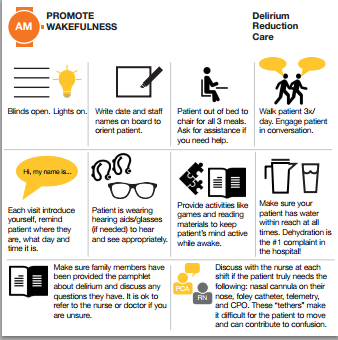 AM
PROMOTE
WAKEFULNESS
Delirium
Reduction
Care
Blinds open. Lights on.
Write date and staff
names on board to
orient patient.
Patient out of bed to
chair for all 3 meals.
Ask for assistance if
you need help.
Walk patient 3x/
day. Engage patient
in conversation.
Hi, my name is...
Each visit introduce
yourself, remind
patient where they
are, what day and
time it is.
Patient is wearing
hearing aids/glasses
(if needed) to hear
and see appropriately.
Provide activities like
games and reading
materials to keep
patient's mind active
while awake.
Make sure your
patient has water
within reach at all
times. Dehydration is
the #1 complaint in
the hospital!
Make sure family members have
been provided the pamphlet
about delirium and discuss any
questions they have. It is ok to
refer to the nurse or doctor if you
are unsure.
PCA
RN
Discuss with the nurse at each
shift if the patient truly needs the
following: nasal cannula on their
nose, foley catheter, telemetry,
and CPO. These "tethers" make
it difficult for the patient to move
and can contribute to confusion.